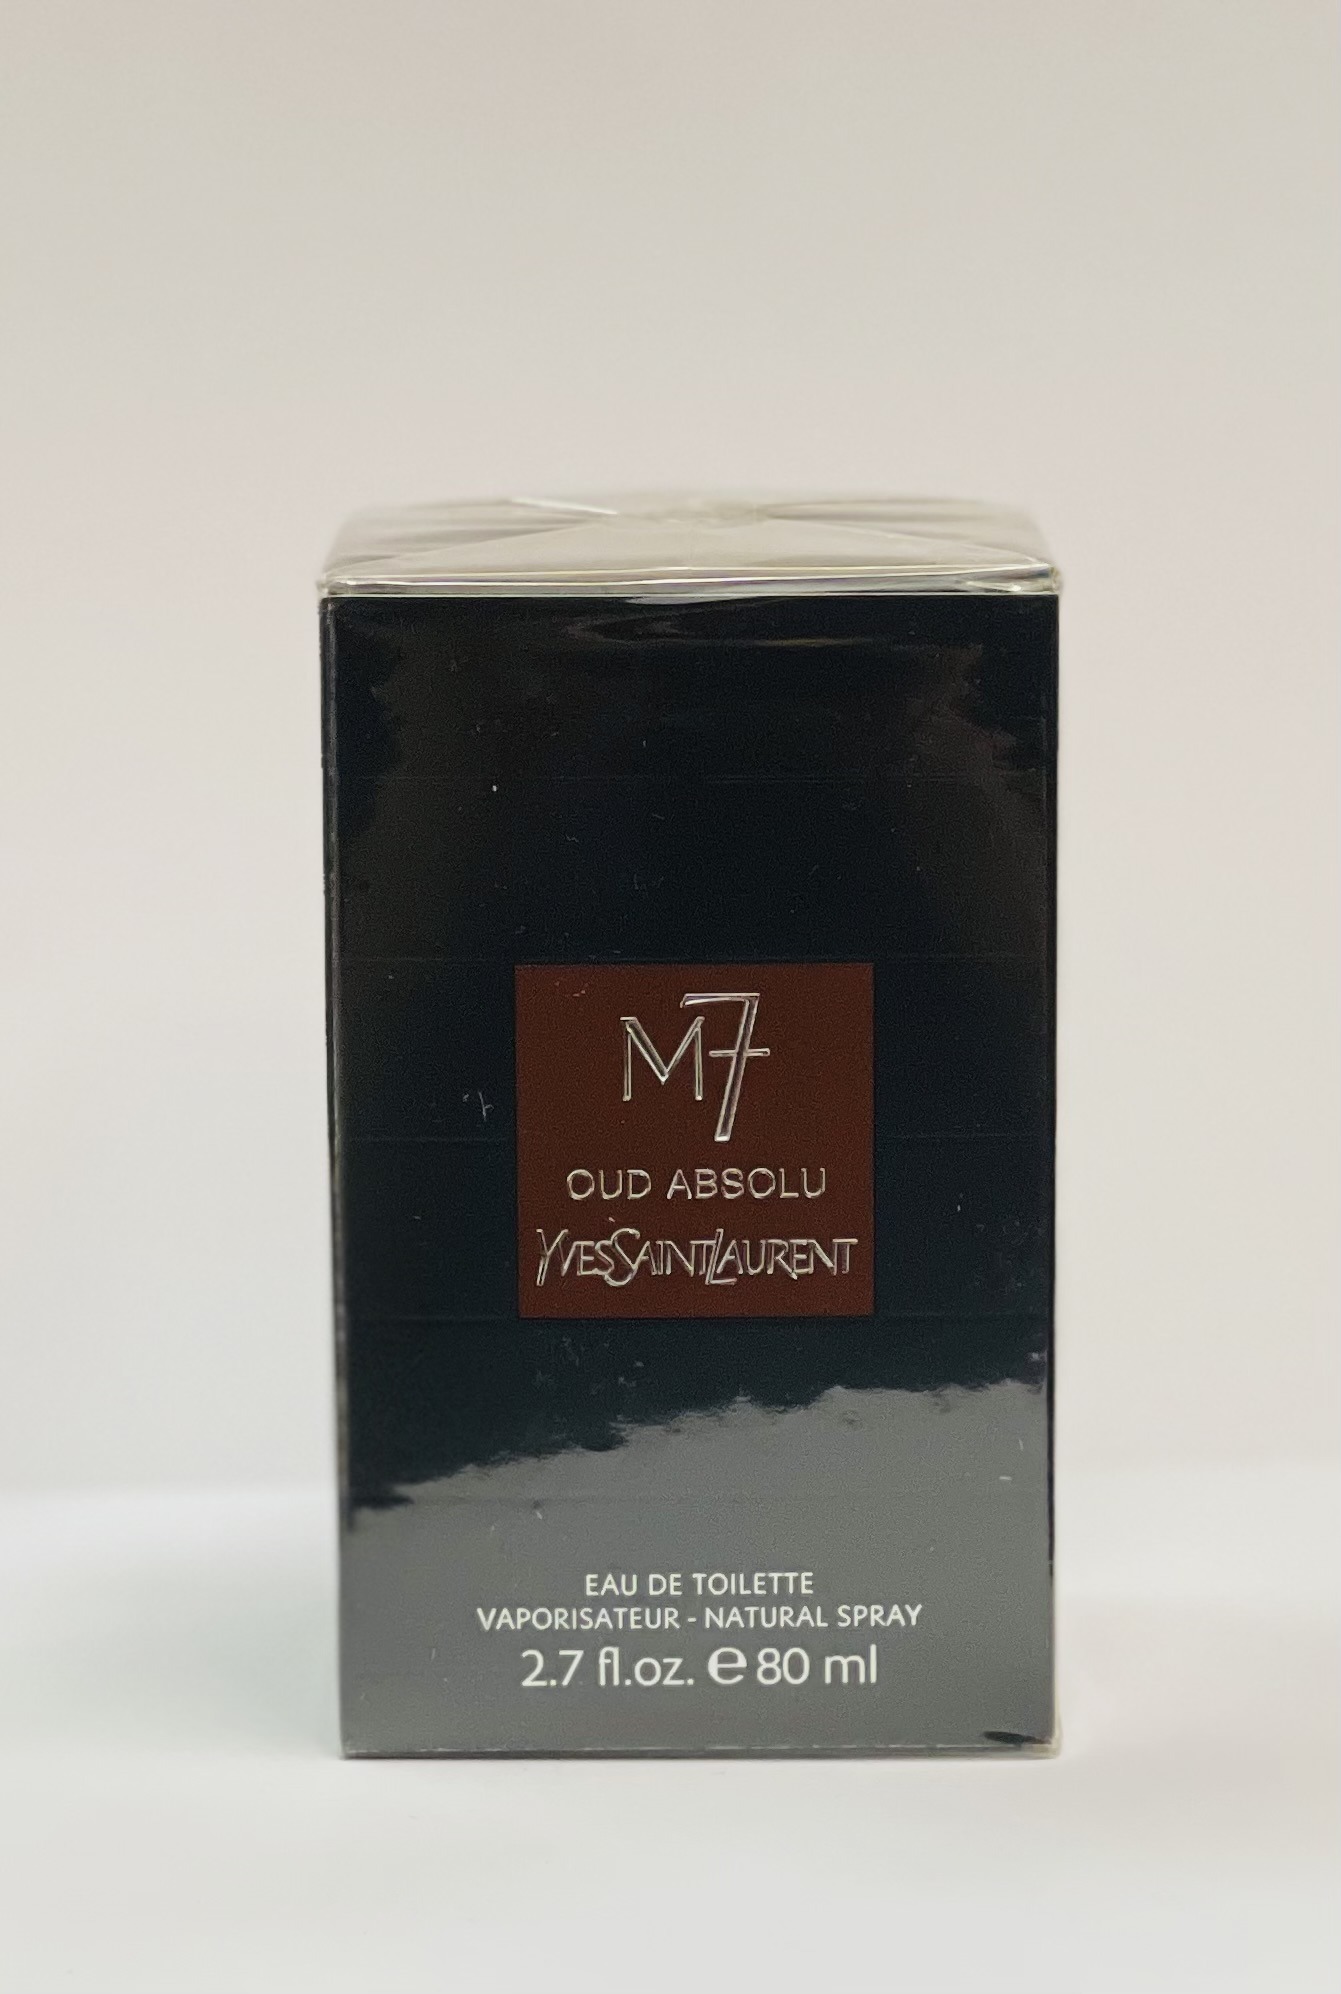 M7
OUD ABSOLU
YVESSAINTLAURENT
EAU DE TOILETTE
VAPORISATEUR - NATURAL SPRAY
2.7 fl.oz. ℮ 80 ml